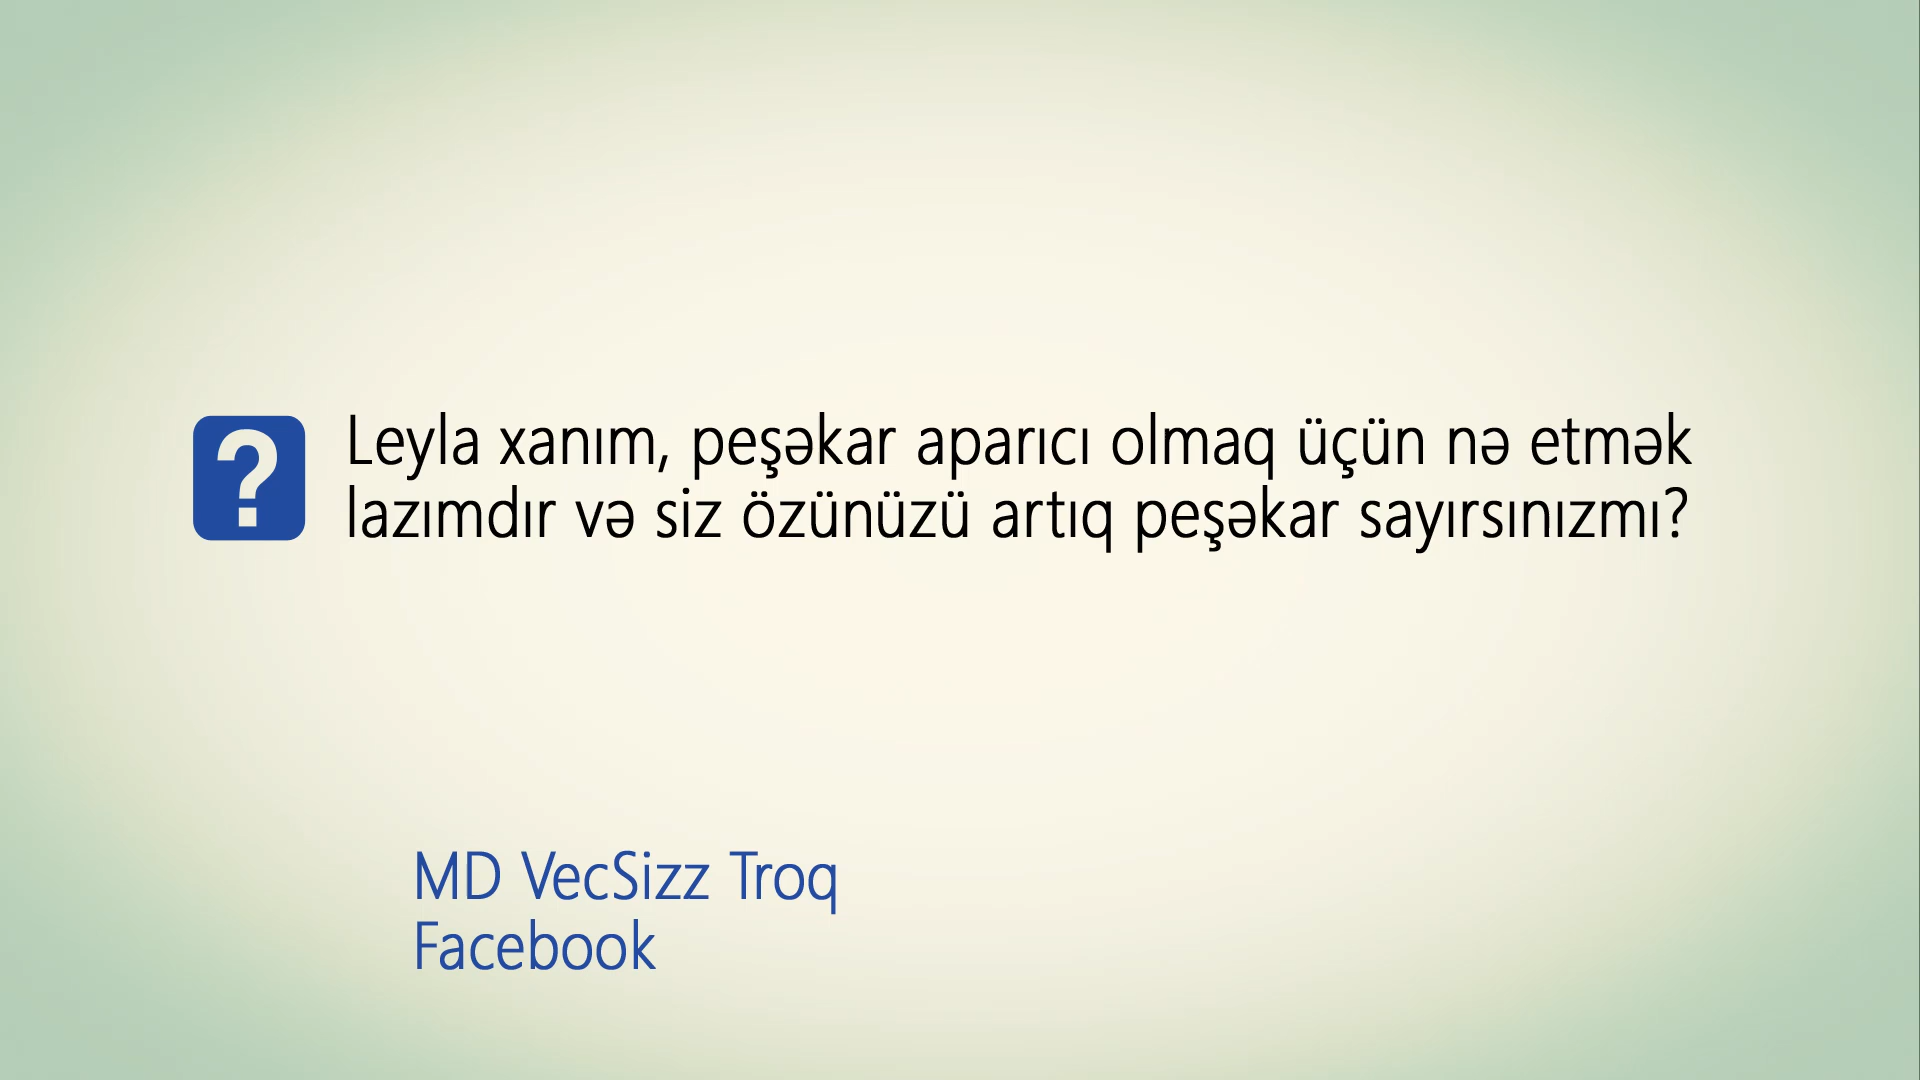 Leyla xanım, peşəkar aparıcı olmaq üçün nə etmək
lazımdır və siz özünüzü artıq peşəkar sayırsınızmı?
MD VecSizz Troq
Facebook